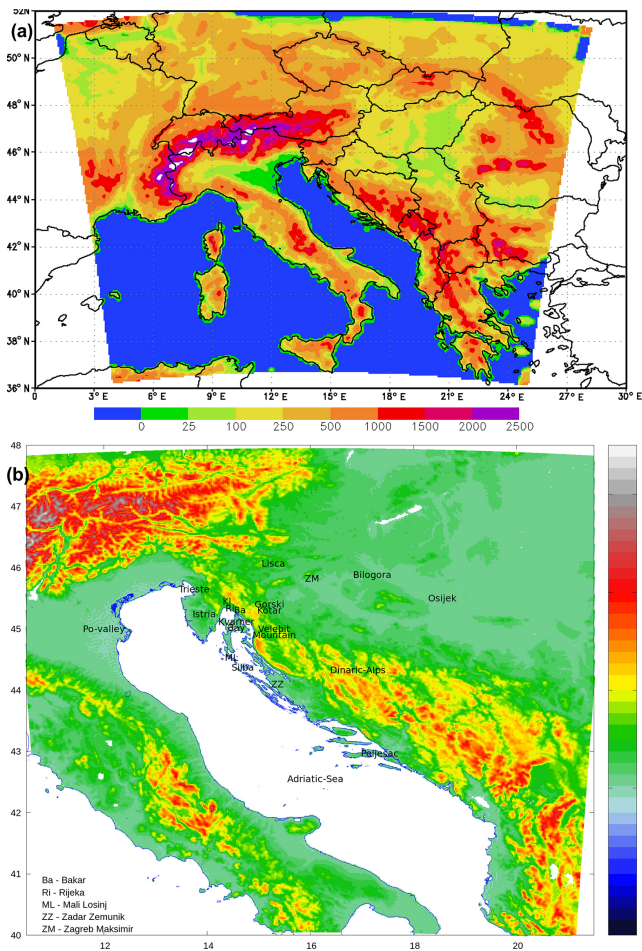 52N
(a)
50°N
48°N
46°N
44°N
42°N
40°N
38°N
36°N
0 3°E 6°E 9°E 12°E 15°E 18°E 21°E 24°E 27°E 30°E
0 25 100 250 500 1000 1500 2000 2500
48
(b)
47
46
45
44
43
42
41
40
Lisca
ZM
Bilogora
Trieste
Osijek
Istria
Ri
Ba
Gorski
Kotar
Kvarner
Bay
Po-valley
Velebit
Mountain
ML
Silba
Dinaric-Alps
ZZ
Peljesac
Adriatic-Sea
Ba - Bakar
Ri - Rijeka
ML - Mali Losinj
ZZ - Zadar Zemunik
ZM - Zagreb Maksimir
12 14 16 18 20